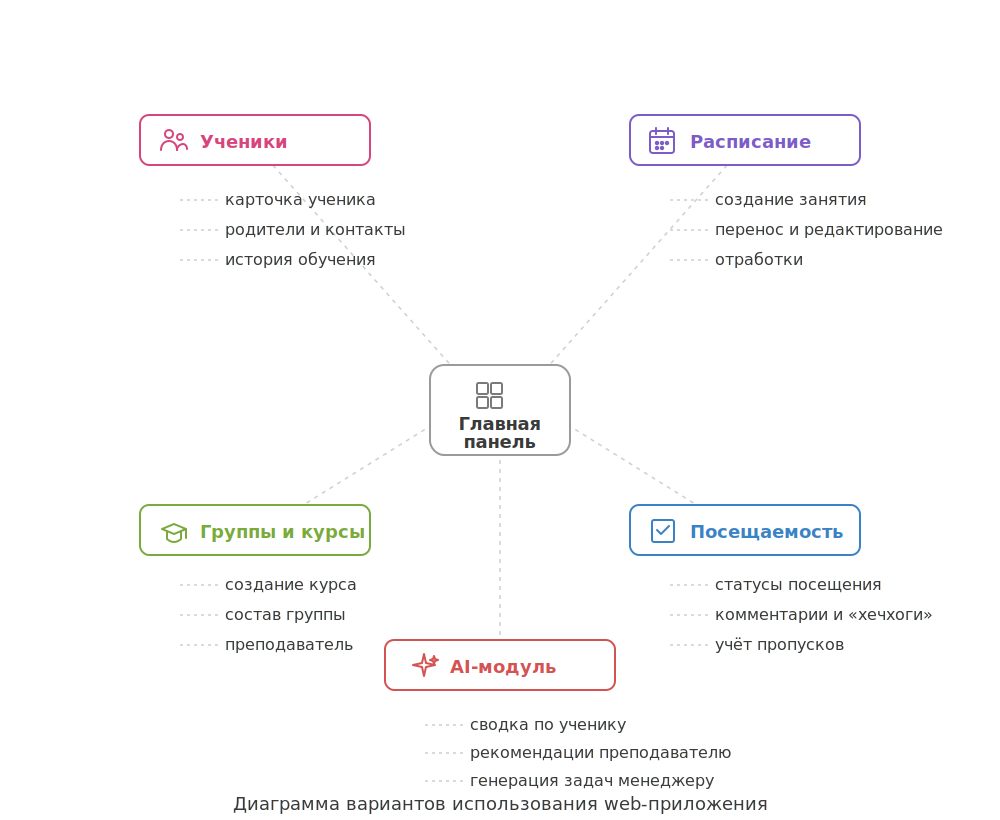 Ученики
карточка ученика
родители и контакты
история обучения
Расписание
создание занятия
перенос и редактирование
отработки
Главная
панель
Группы и курсы
создание курса
состав группы
преподаватель
Посещаемость
статусы посещения
комментарии и «хечхоги»
учёт пропусков
AI-модуль
сводка по ученику
рекомендации преподавателю
генерация задач менеджеру
Диаграмма вариантов использования web-приложения